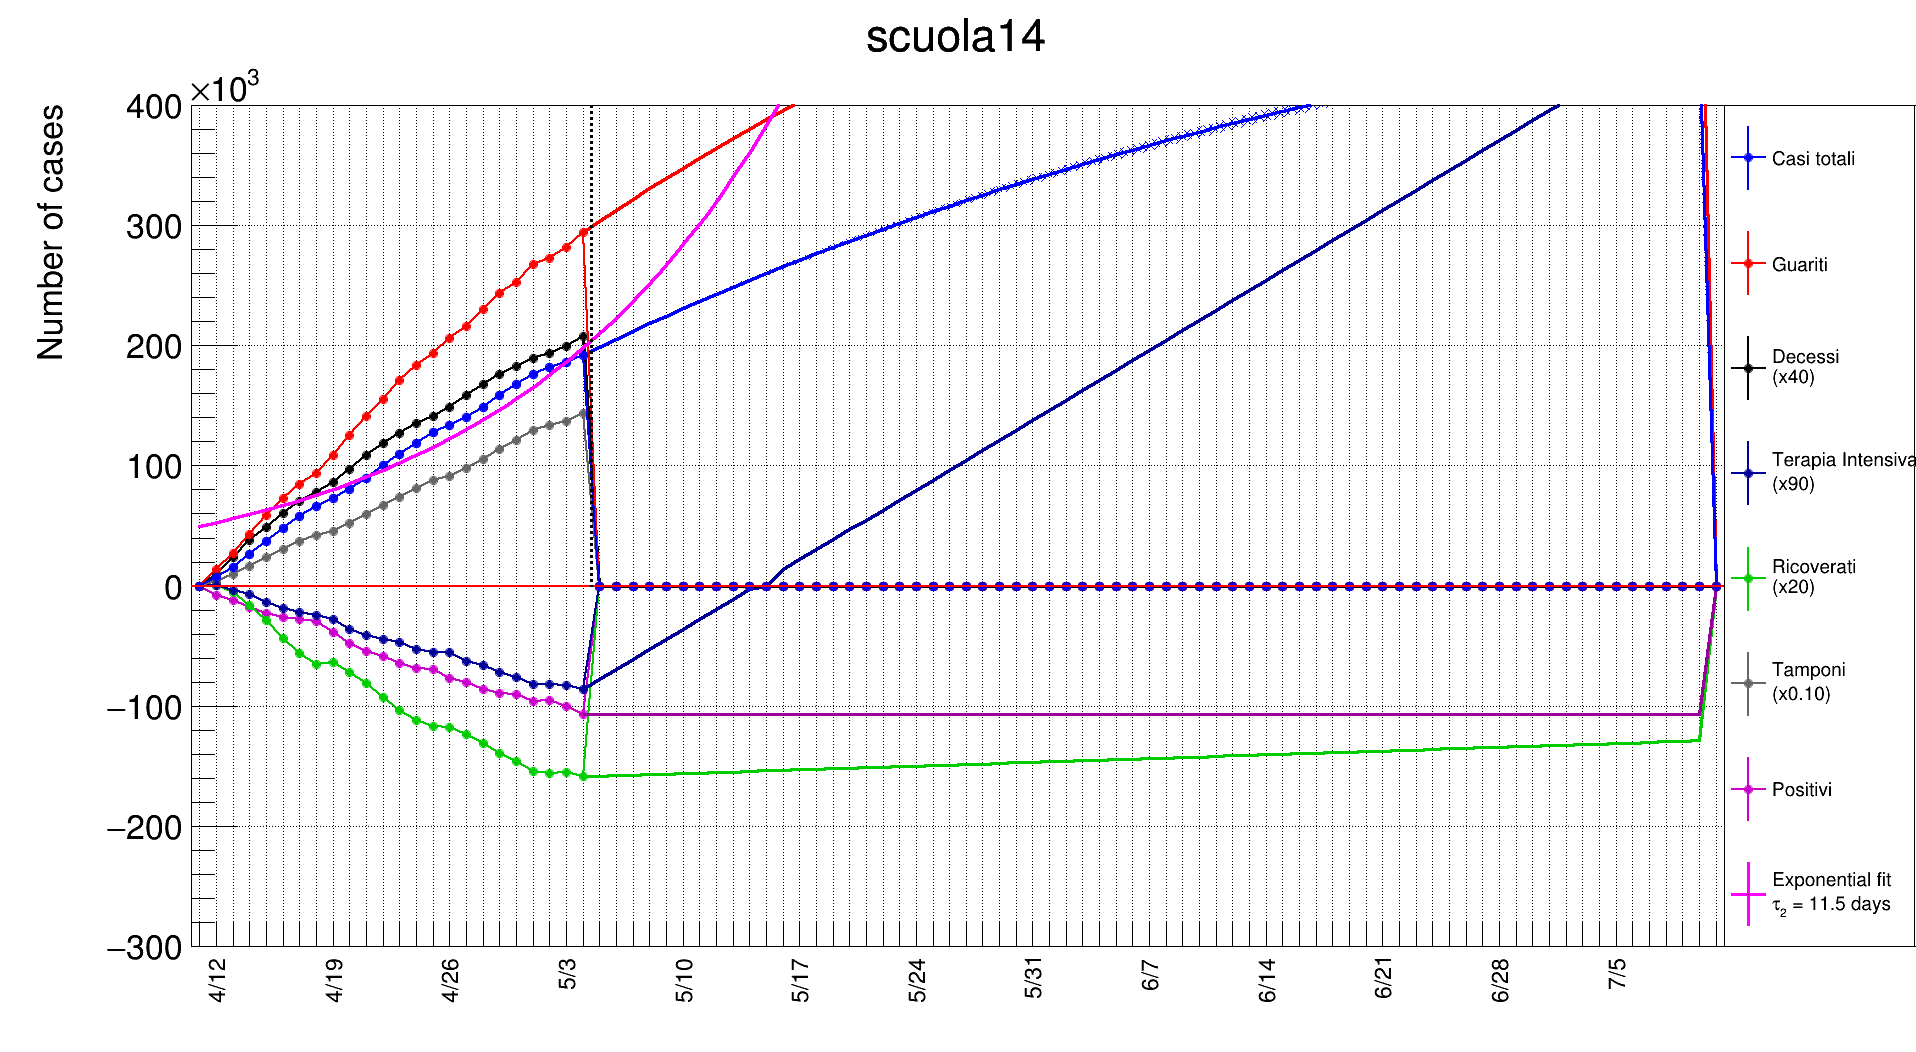 scuola14
×10³
Number of cases
400
300
200
100
0
−100
−200
−300
4/12
4/19
4/26
5/3
5/10
5/17
5/24
5/31
6/7
6/14
6/21
6/28
7/5
Casi totali
Guariti
Decessi
(x40)
Terapia Intensiva
(x90)
Ricoverati
(x20)
Tamponi
(x0.10)
Positivi
Exponential fit
τ₂ = 11.5 days